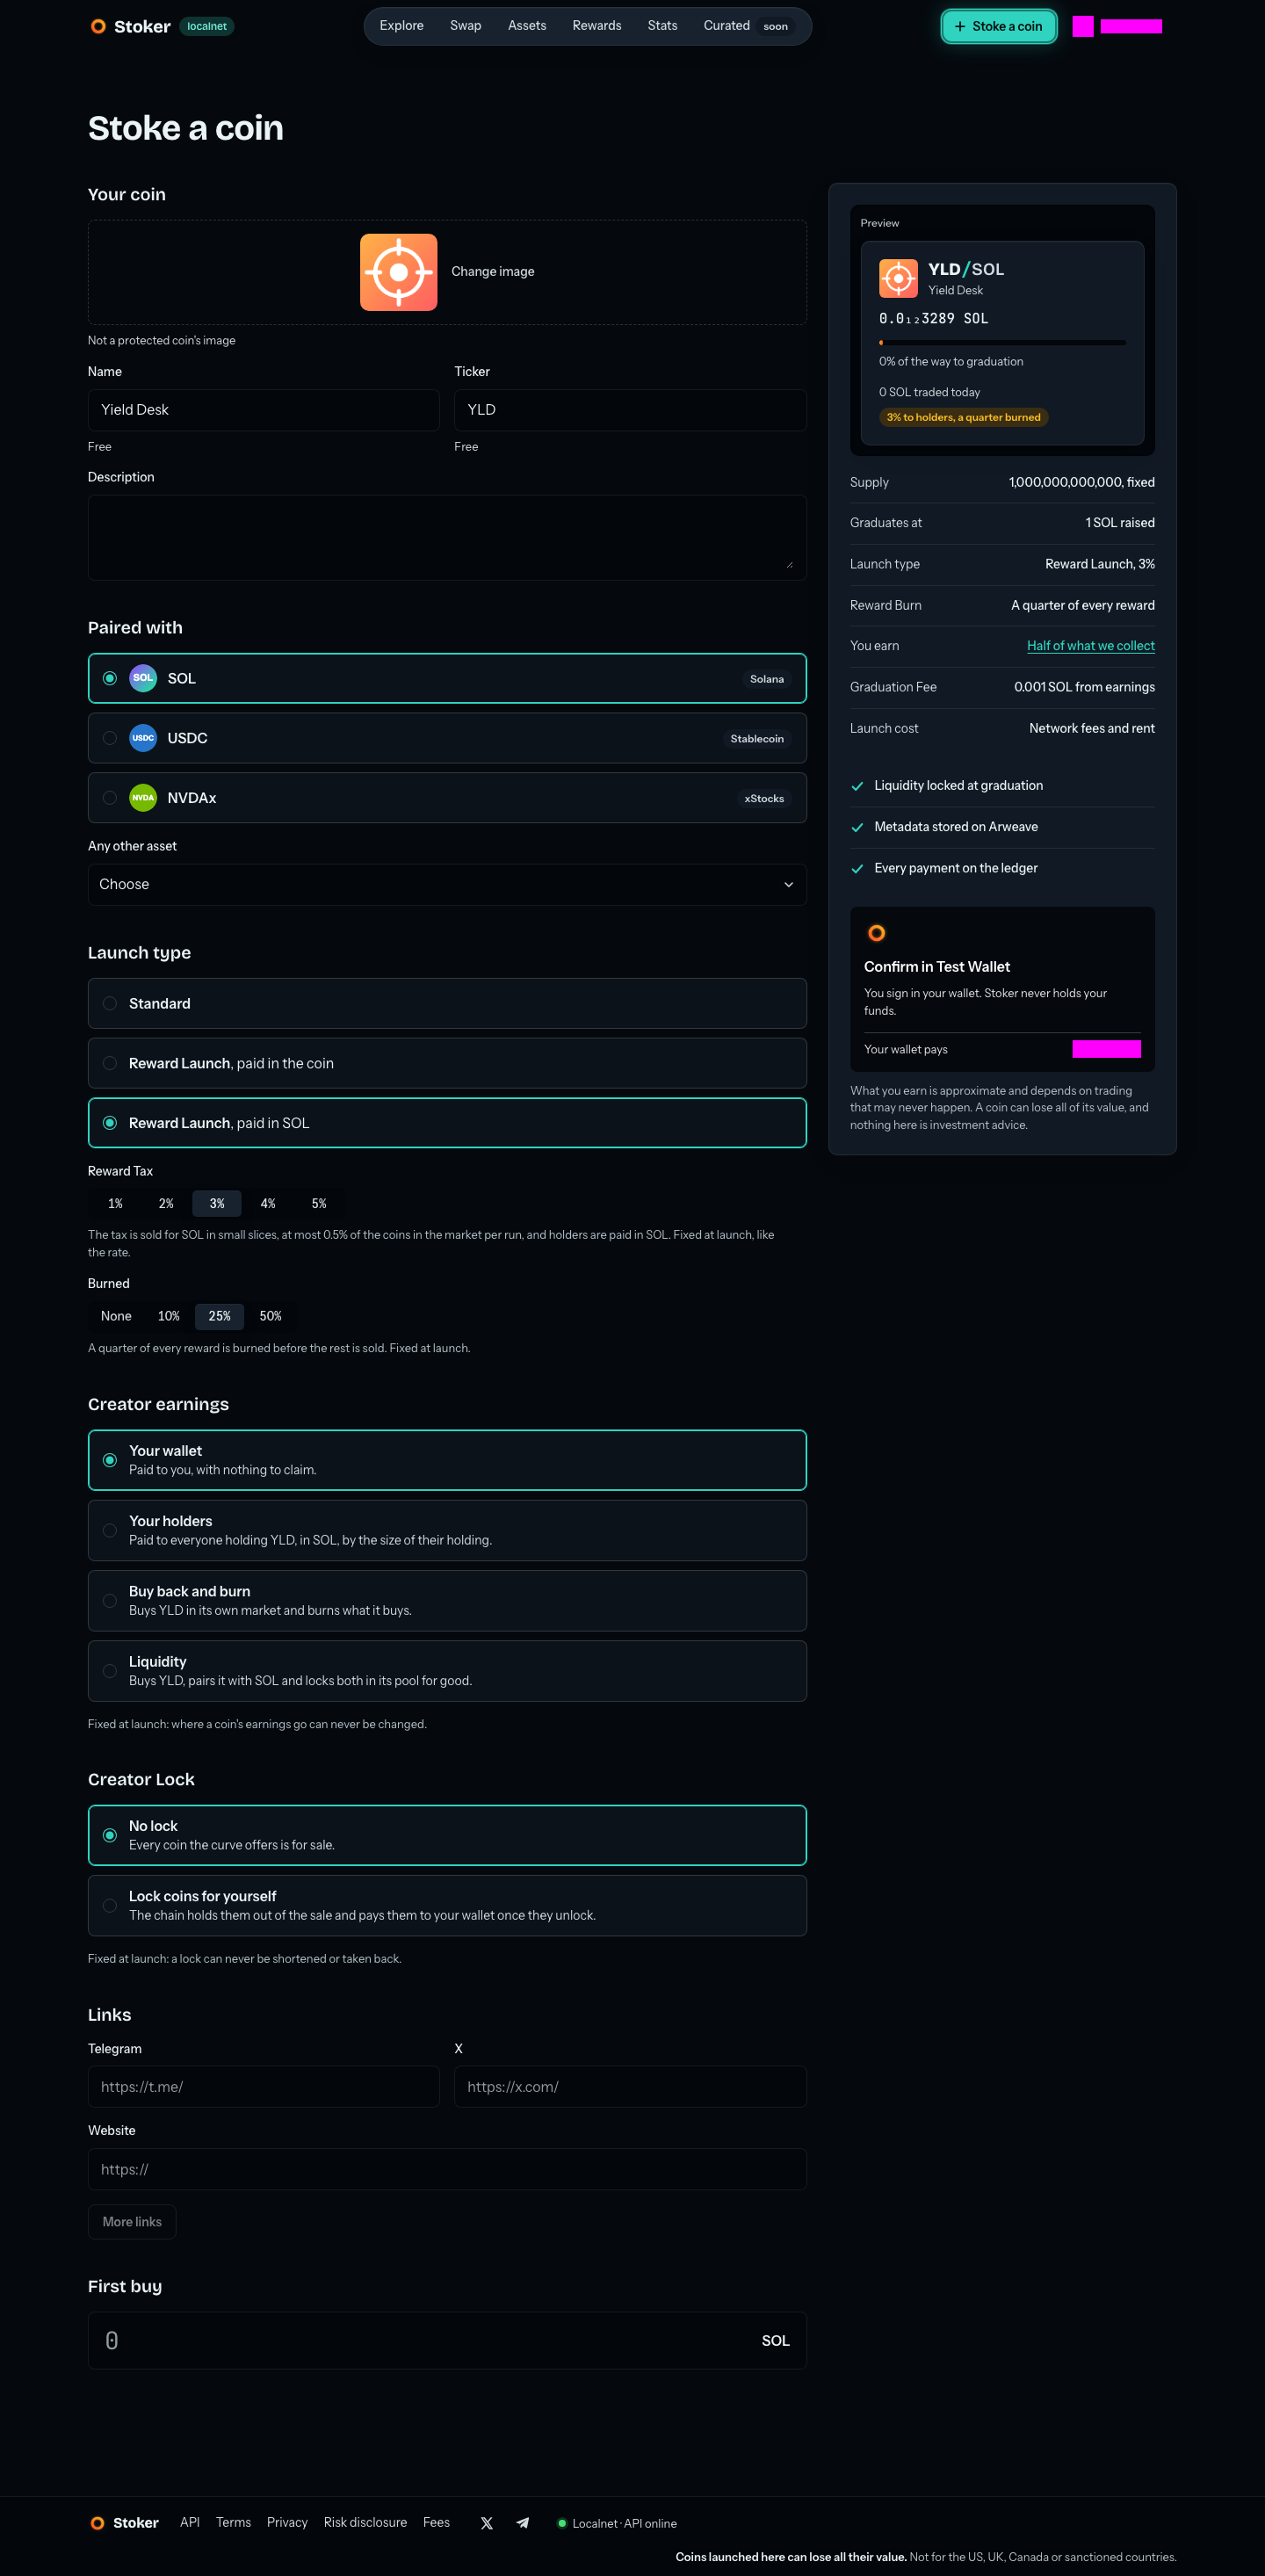 Stoker localnet
Explore Swap Assets Rewards Stats Curated soon
+ Stoke a coin
Stoke a coin
Your coin
Change image
Not a protected coin's image
Name
Ticker
Yield Desk
YLD
Free
Free
Description
Paired with
SOL SOL Solana
USDC USDC Stablecoin
NVDA NVDAx xStocks
Any other asset
Choose
Launch type
Standard
Reward Launch, paid in the coin
Reward Launch, paid in SOL
Reward Tax
1% 2% 3% 4% 5%
The tax is sold for SOL in small slices, at most 0.5% of the coins in the market per run, and holders are paid in SOL. Fixed at launch, like
the rate.
Burned
None 10% 25% 50%
A quarter of every reward is burned before the rest is sold. Fixed at launch.
Creator earnings
Your wallet
Paid to you, with nothing to claim.
Your holders
Paid to everyone holding YLD, in SOL, by the size of their holding.
Buy back and burn
Buys YLD in its own market and burns what it buys.
Liquidity
Buys YLD, pairs it with SOL and locks both in its pool for good.
Fixed at launch: where a coin's earnings go can never be changed.
Creator Lock
No lock
Every coin the curve offers is for sale.
Lock coins for yourself
The chain holds them out of the sale and pays them to your wallet once they unlock.
Fixed at launch: a lock can never be shortened or taken back.
Links
Telegram
X
https://t.me/
https://x.com/
Website
https://
More links
First buy
0 SOL
Preview
YLD/SOL
Yield Desk
0.0₁₂3289 SOL
0% of the way to graduation
0 SOL traded today
3% to holders, a quarter burned
Supply 1,000,000,000,000, fixed
Graduates at 1 SOL raised
Launch type Reward Launch, 3%
Reward Burn A quarter of every reward
You earn Half of what we collect
Graduation Fee 0.001 SOL from earnings
Launch cost Network fees and rent
Liquidity locked at graduation
Metadata stored on Arweave
Every payment on the ledger
Confirm in Test Wallet
You sign in your wallet. Stoker never holds your
funds.
Your wallet pays
What you earn is approximate and depends on trading
that may never happen. A coin can lose all of its value, and
nothing here is investment advice.
Stoker API Terms Privacy Risk disclosure Fees Localnet · API online
Coins launched here can lose all their value. Not for the US, UK, Canada or sanctioned countries.